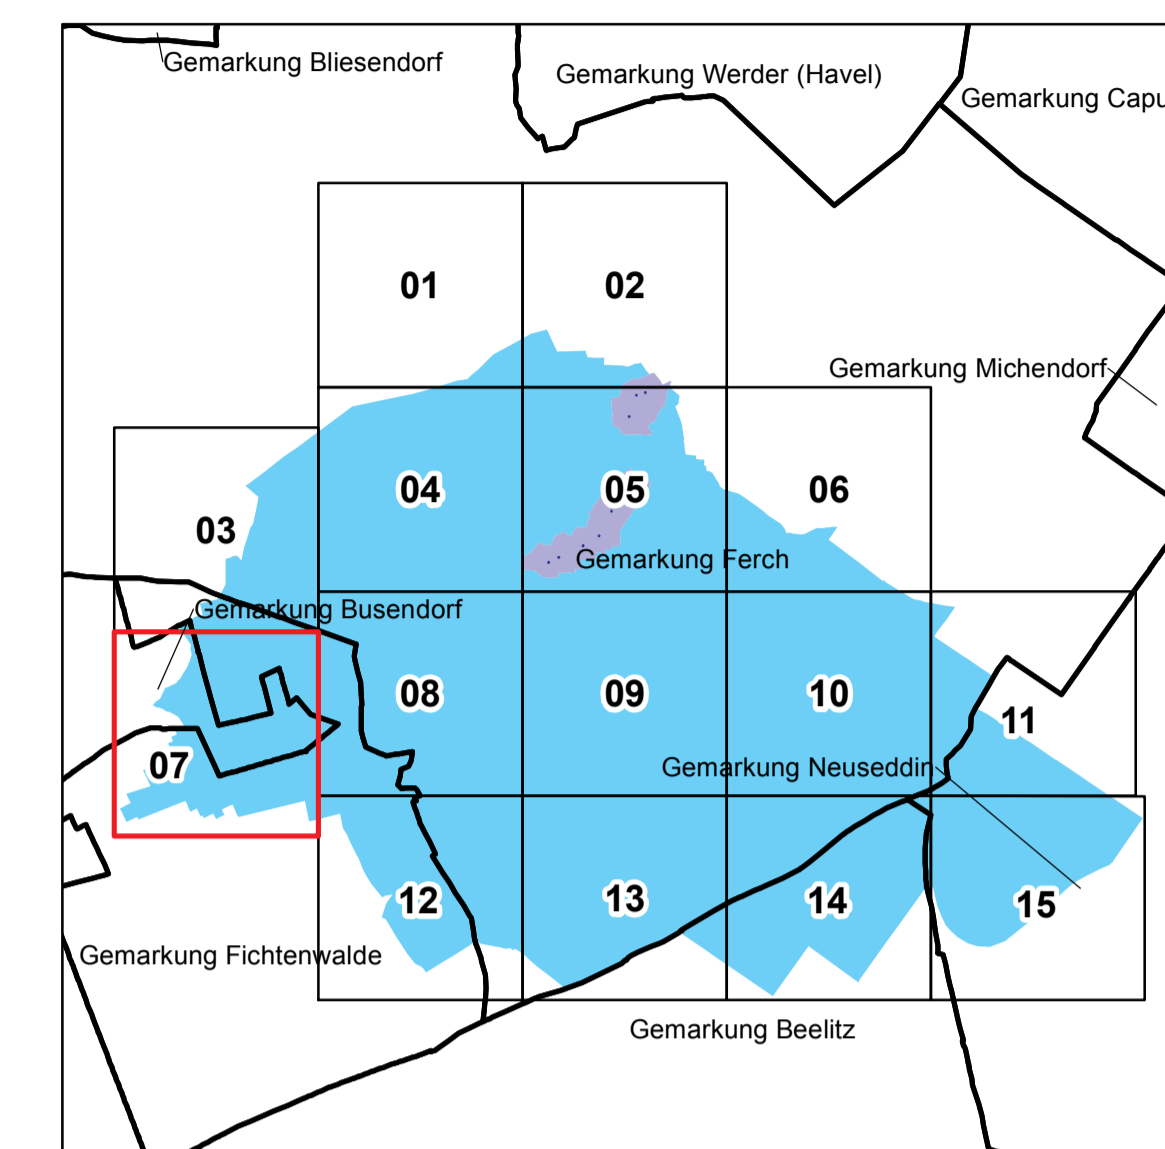 Gemarkung Bliesendorf
Gemarkung Werder (Havel)
Gemarkung Capu
01
02
Gemarkung Michendorf
04
05
06
03
Gemarkung Ferch
Gemarkung Busendorf
08
09
10
11
07
Gemarkung Neuseddin
12
13
14
15
Gemarkung Fichtenwalde
Gemarkung Beelitz